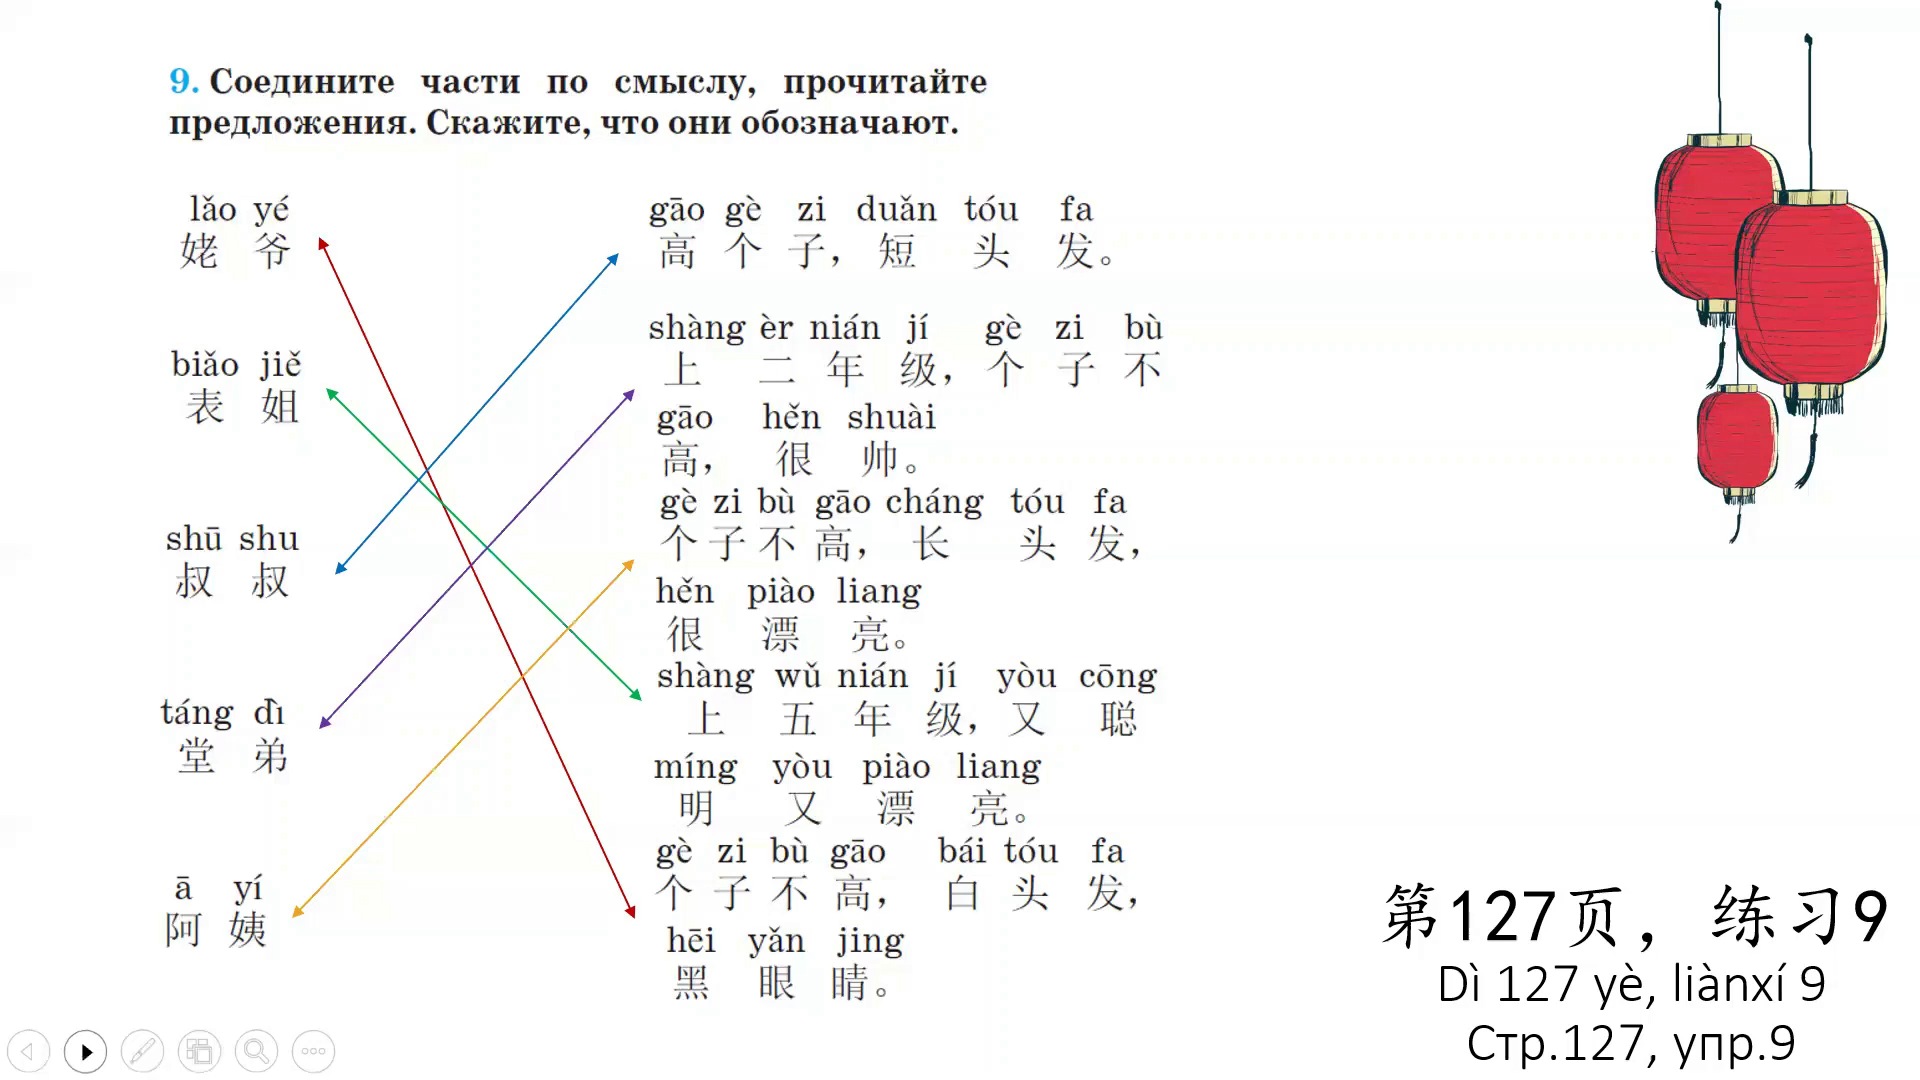 9. Соедините части по смыслу, прочитайте
предложения. Скажите, что они обозначают.
lǎo yé
姥 爷
biǎo jiě
表 姐
shū shu
叔 叔
táng dì
堂 弟
ā yí
阿 姨
gāo gè zi duǎn tóu fa
高 个 子，短 头 发。
shàng èr nián jí gè zi bù
上 二 年 级，个 子 不
gāo hěn shuài
高，很 帅。
gè zi bù gāo cháng tóu fa
个 子 不 高，长 头 发，
hěn piào liang
很 漂 亮。
shàng wǔ nián jí yòu cōng
上 五 年 级，又 聪
míng yòu piào liang
明 又 漂 亮。
gè zi bù gāo bái tóu fa
个 子 不 高，白 头 发，
hēi yǎn jing
黑 眼 睛。
第127页，练习9
Dì 127 yè, liànxí 9
Стр.127, упр.9